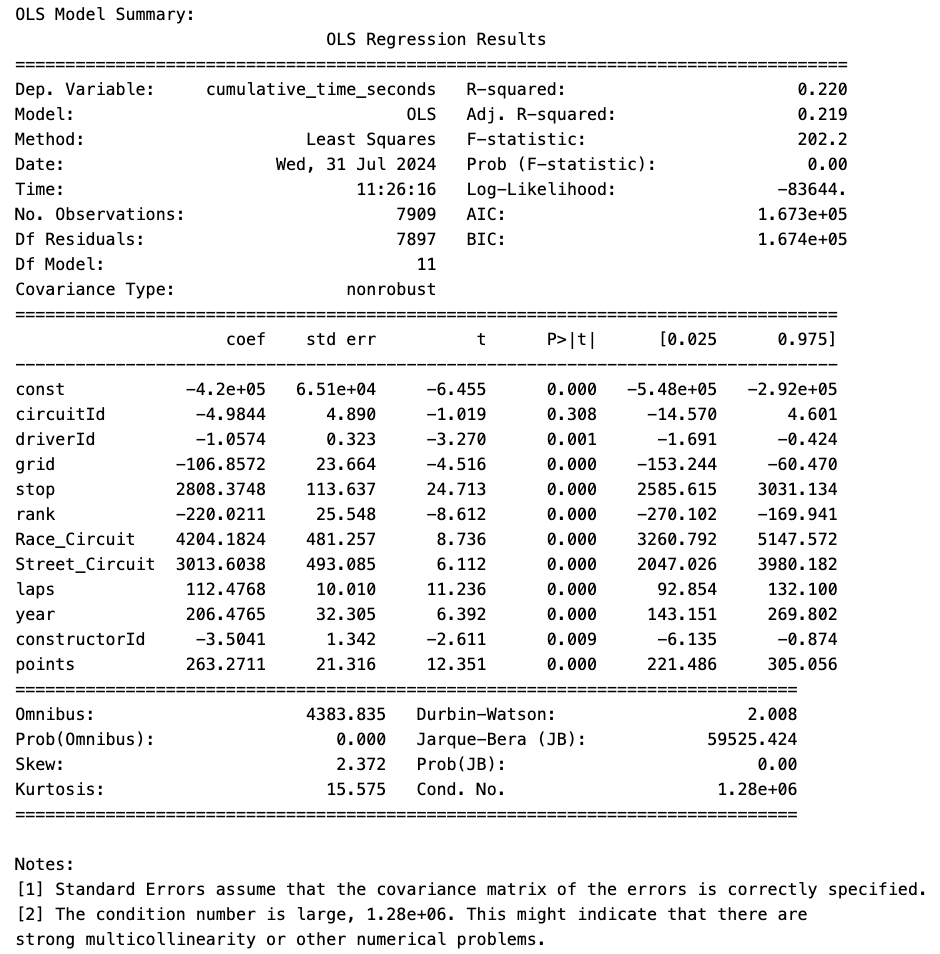 OLS Model Summary:
                            OLS Regression Results
===================================================================================
Dep. Variable:     cumulative_time_seconds   R-squared:                       0.220
Model:                                 OLS   Adj. R-squared:                  0.219
Method:                      Least Squares   F-statistic:                     202.2
Date:                     Wed, 31 Jul 2024   Prob (F-statistic):               0.00
Time:                             11:26:16   Log-Likelihood:                -83644.
No. Observations:                     7909   AIC:                         1.673e+05
Df Residuals:                         7897   BIC:                         1.674e+05
Df Model:                               11
Covariance Type:                 nonrobust
==================================================================================
                     coef    std err          t      P>|t|      [0.025      0.975]
----------------------------------------------------------------------------------
const            -4.2e+05   6.51e+04     -6.455      0.000   -5.48e+05   -2.92e+05
circuitId         -4.9844      4.890     -1.019      0.308     -14.570       4.601
driverId          -1.0574      0.323     -3.270      0.001      -1.691      -0.424
grid            -106.8572     23.664     -4.516      0.000    -153.244     -60.470
stop            2808.3748    113.637     24.713      0.000    2585.615    3031.134
rank            -220.0211     25.548     -8.612      0.000    -270.102    -169.941
Race_Circuit    4204.1824    481.257      8.736      0.000    3260.792    5147.572
Street_Circuit  3013.6038    493.085      6.112      0.000    2047.026    3980.182
laps             112.4768     10.010     11.236      0.000      92.854     132.100
year             206.4765     32.305      6.392      0.000     143.151     269.802
constructorId     -3.5041      1.342     -2.611      0.009      -6.135      -0.874
points           263.2711     21.316     12.351      0.000     221.486     305.056
==============================================================================
Omnibus:                     4383.835   Durbin-Watson:                   2.008
Prob(Omnibus):                  0.000   Jarque-Bera (JB):            59525.424
Skew:                           2.372   Prob(JB):                         0.00
Kurtosis:                      15.575   Cond. No.                     1.28e+06
==============================================================================

Notes:
[1] Standard Errors assume that the covariance matrix of the errors is correctly specified.
[2] The condition number is large, 1.28e+06. This might indicate that there are
strong multicollinearity or other numerical problems.